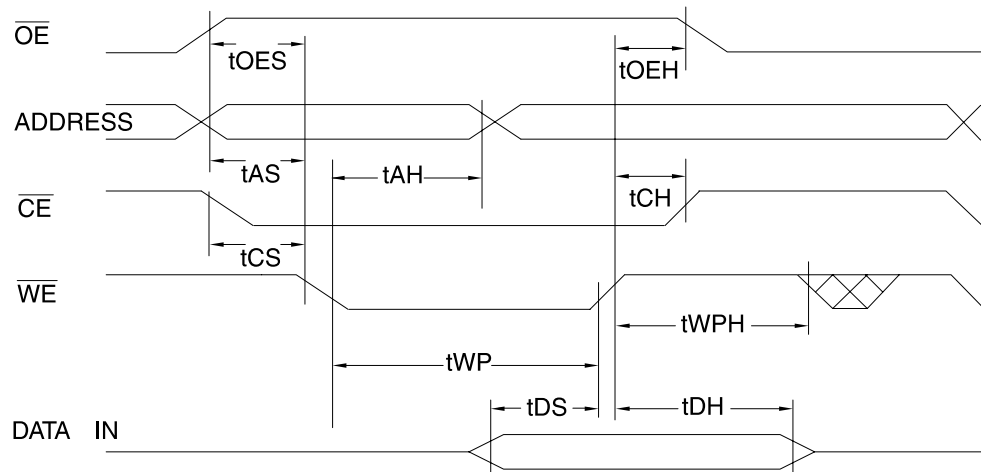 OE
tOES
tOEH
ADDRESS
tAS
tAH
tCH
CE
tCS
WE
tWPH
tWP
tDS
tDH
DATA IN